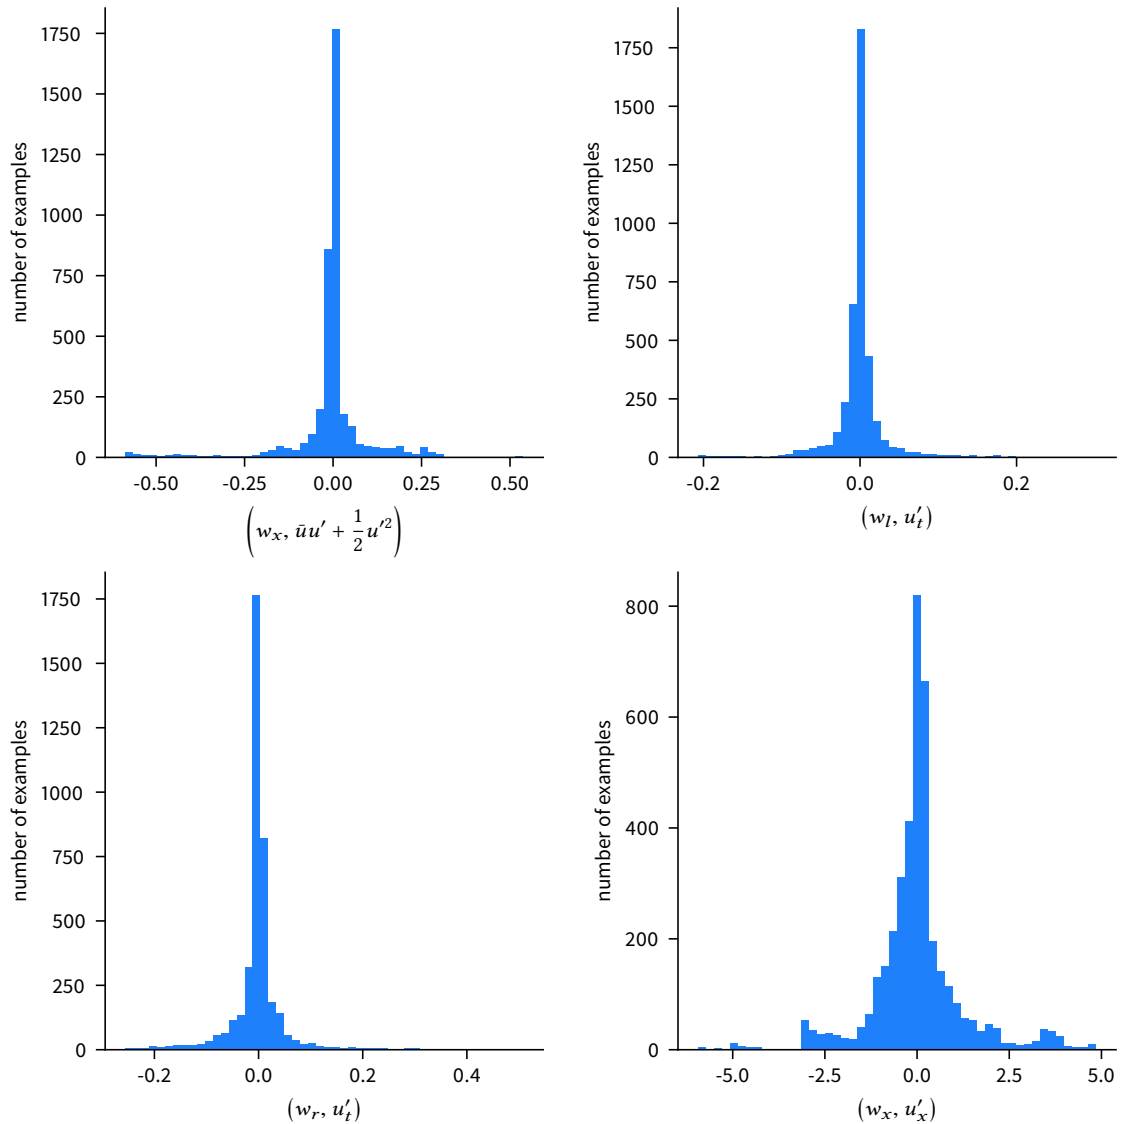 number of examples
1750
1500
1250
1000
750
500
250
0
-0.50 -0.25 0.00 0.25 0.50
(w_x, ūu′ + 1/2 u′²)
number of examples
1750
1500
1250
1000
750
500
250
0
-0.2 0.0 0.2
(w_l, u′_t)
number of examples
1750
1500
1250
1000
750
500
250
0
-0.2 0.0 0.2 0.4
(w_r, u′_t)
number of examples
800
600
400
200
0
-5.0 -2.5 0.0 2.5 5.0
(w_x, u′_x)